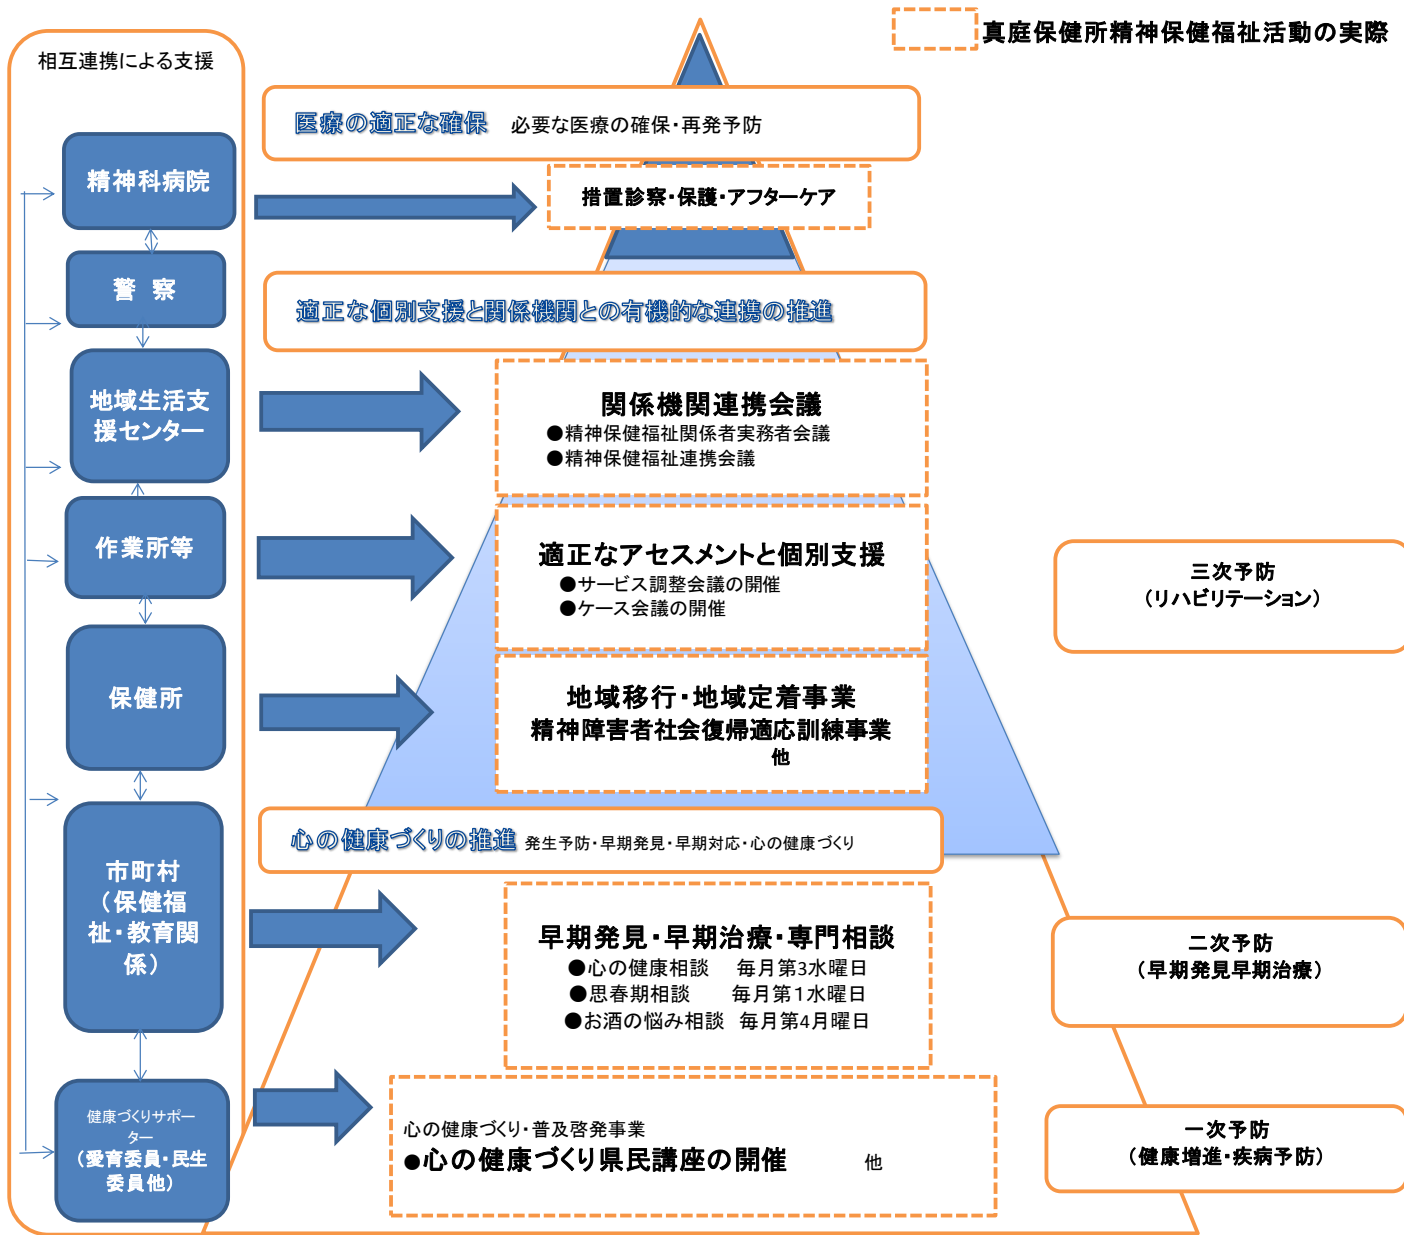 真庭保健所精神保健福祉活動の実際
相互連携による支援
精神科病院
警 察
地域生活支
援センター
作業所等
保健所
市町村
（保健福
祉・教育関
係）
健康づくりサポー
ター
（愛育委員・民生
委員他）
医療の適正な確保 必要な医療の確保・再発予防
措置診察・保護・アフターケア
適正な個別支援と関係機関との有機的な連携の推進
関係機関連携会議
●精神保健福祉関係者実務者会議
●精神保健福祉連携会議
適正なアセスメントと個別支援
●サービス調整会議の開催
●ケース会議の開催
地域移行・地域定着事業
精神障害者社会復帰適応訓練事業
他
心の健康づくりの推進 発生予防・早期発見・早期対応・心の健康づくり
早期発見・早期治療・専門相談
●心の健康相談 毎月第3水曜日
●思春期相談 毎月第１水曜日
●お酒の悩み相談 毎月第4月曜日
心の健康づくり・普及啓発事業
●心の健康づくり県民講座の開催 他
三次予防
（リハビリテーション）
二次予防
（早期発見早期治療）
一次予防
（健康増進・疾病予防）